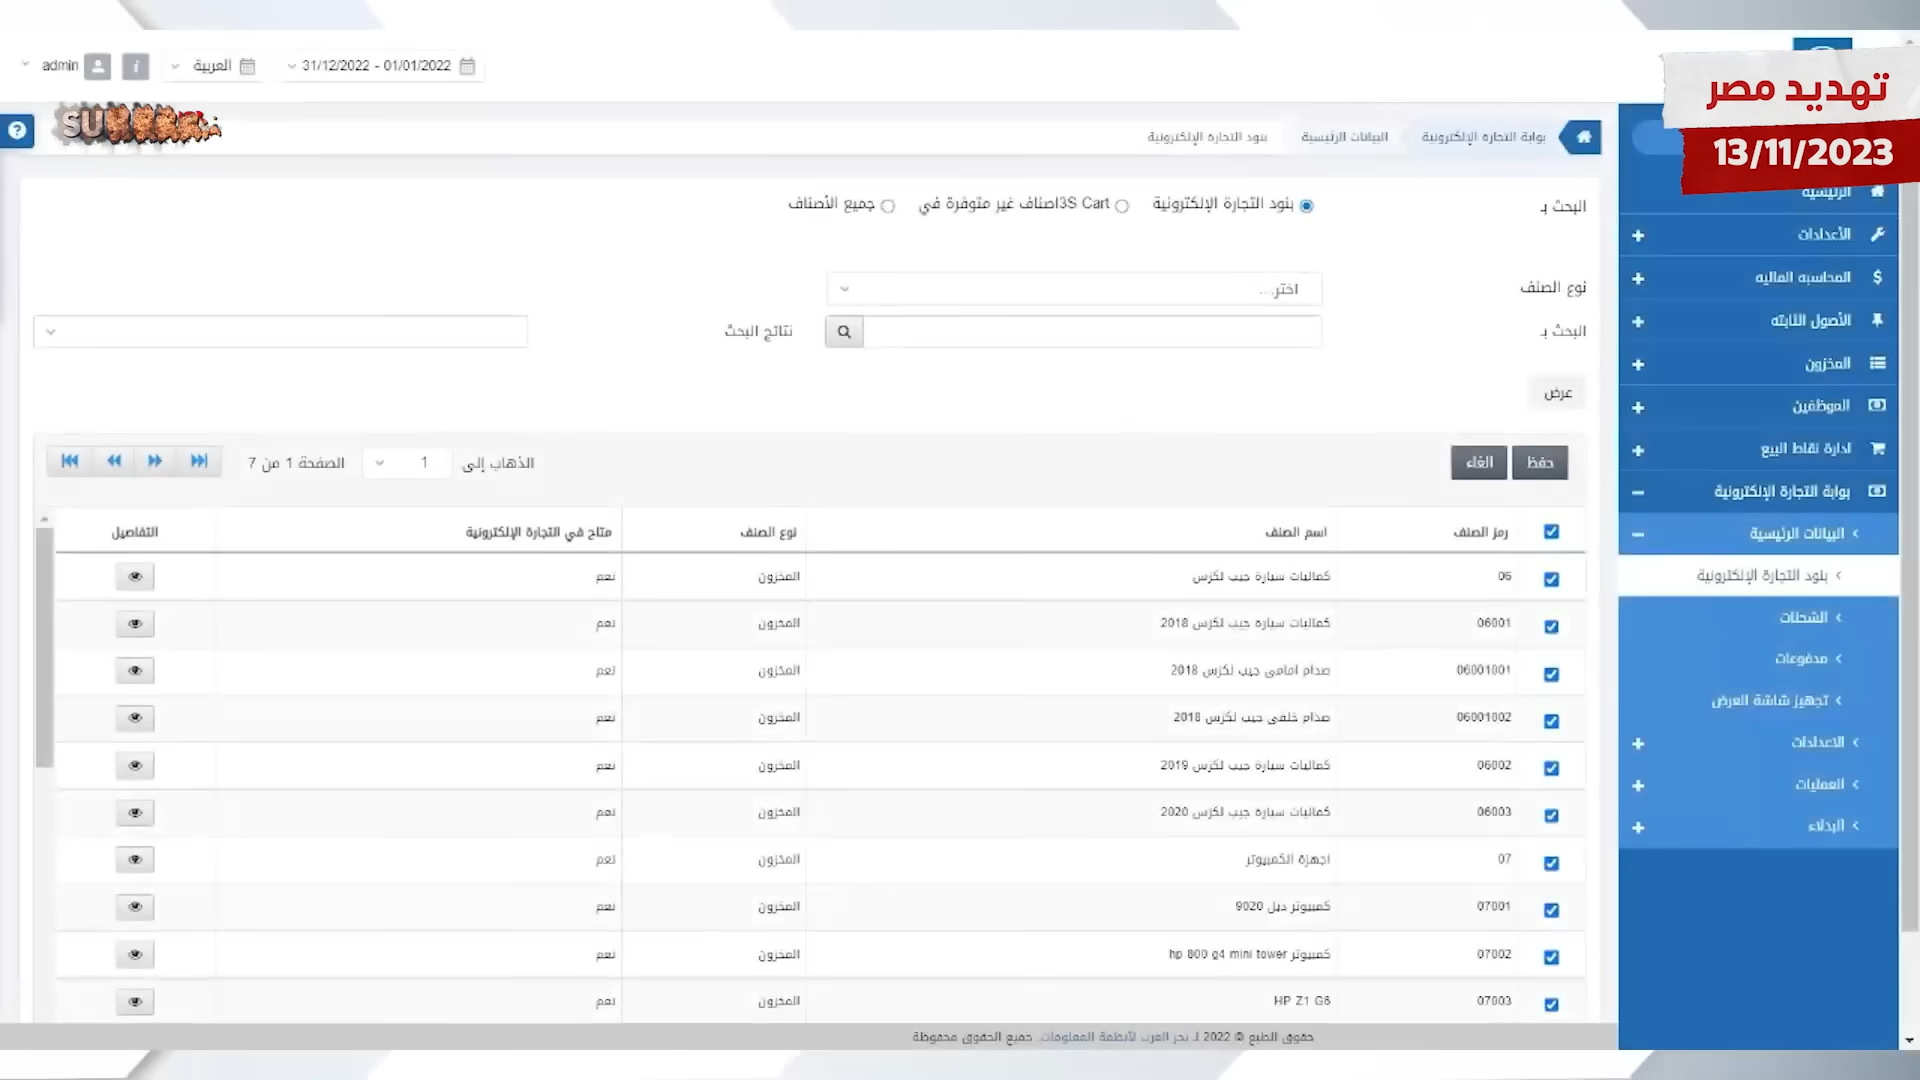 تهديد مصر
13/11/2023
admin
العربية
01/01/2022 - 31/12/2022
بوابة التجارة الإلكترونية
البيانات الرئيسية
بنود التجارة الإلكترونية
الرئيسية
الأعدادات
المحاسبه الماليه
الأصول الثابته
المخزون
الموظفين
ادارة نقاط البيع
بوابة التجارة الإلكترونية
البيانات الرئيسية
بنود التجارة الإلكترونية
الشحنات
مدفوعات
تجهيز شاشة العرض
الاعدادات
العمليات
البدلاء
البحث بـ
بنود التجارة الإلكترونية
اصناف غير متوفرة في 3S Cart
جميع الأصناف
نوع الصنف
اختر....
البحث بـ
نتائج البحث
عرض
حفظ
الغاء
الذهاب إلى 1
الصفحة 1 من 7
رمز الصنف اسم الصنف نوع الصنف متاح في التجارة الإلكترونية التفاصيل
06 كماليات سيارة جيب لكزس المخزون نعم
06001 كماليات سيارة جيب لكزس 2018 المخزون نعم
06001001 صدام امامى جيب لكزس 2018 المخزون نعم
06001002 صدام خلفى جيب لكزس 2018 المخزون نعم
06002 كماليات سيارة جيب لكزس 2019 المخزون نعم
06003 كماليات سيارة جيب لكزس 2020 المخزون نعم
07 اجهزة الكمبيوتر المخزون نعم
07001 كمبيوتر ديل 9020 المخزون نعم
07002 كمبيوتر hp 800 g4 mini tower المخزون نعم
07003 HP Z1 G6 المخزون نعم
حقوق الطبع © 2022 لـ بحر العرب لأنظمة المعلومات. جميع الحقوق محفوظة